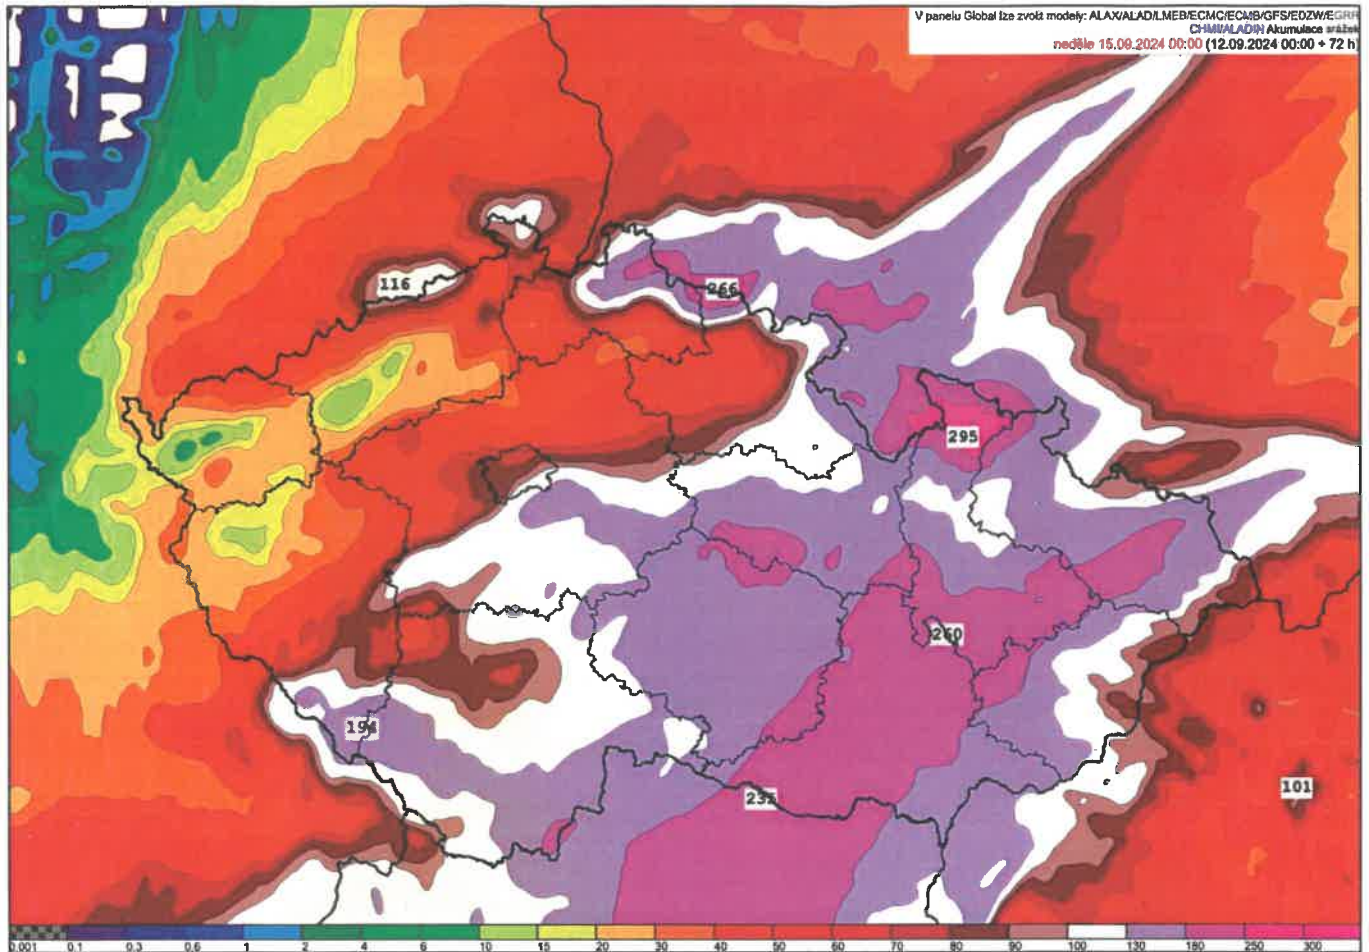 V panelu Global lze zvolit modely: ALAX/ALAD/LMEB/ECMC/ECMB/GFS/EDZW/EGRR
CHMI/ALADIN Akumulace srážek
neděle 15.09.2024 00:00 (12.09.2024 00:00 + 72 h)
116
266
295
260
194
101
0.001 0.1 0.3 0.6 1 2 4 6 10 15 20 30 40 50 60 70 80 90 100 130 180 250 300